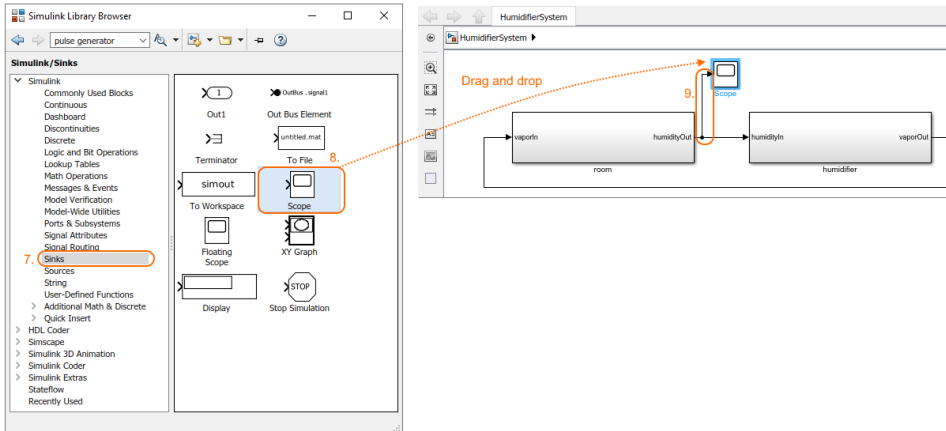 Simulink Library Browser
pulse generator
Simulink/Sinks
Simulink
Commonly Used Blocks
Continuous
Dashboard
Discontinuities
Discrete
Logic and Bit Operations
Lookup Tables
Math Operations
Messages & Events
Model Verification
Model-Wide Utilities
Ports & Subsystems
Signal Attributes
Signal Routing
7.
Sinks
Sources
String
User-Defined Functions
Additional Math & Discrete
Quick Insert
HDL Coder
Simscape
Simulink 3D Animation
Simulink Coder
Simulink Extras
Stateflow
Recently Used
1
OutBus . signal1
Out1
Out Bus Element
untitled.mat
Terminator
To File
8.
simout
To Workspace
Scope
Floating
Scope
XY Graph
STOP
Display
Stop Simulation
HumidifierSystem
HumidifierSystem
Drag and drop
9.
Scope
vaporIn
humidityOut
humidityIn
vaporOut
room
humidifier